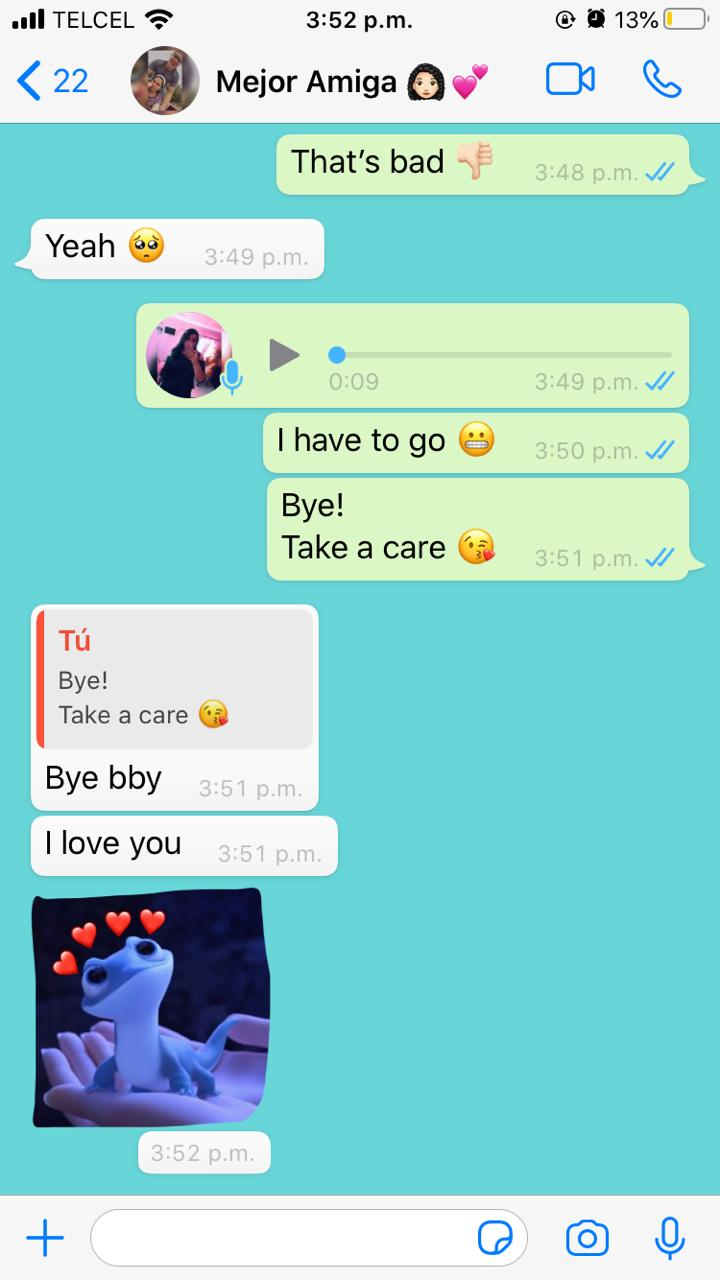 TELCEL 3:52 p.m. 13%
22 Mejor Amiga 👩🏻‍🦱💕
That's bad 👎🏻 3:48 p.m.
Yeah 🥺 3:49 p.m.
0:09 3:49 p.m.
I have to go 😬 3:50 p.m.
Bye!
Take a care 😘 3:51 p.m.
Tú
Bye!
Take a care 😘
Bye bby 3:51 p.m.
I love you 3:51 p.m.
3:52 p.m.